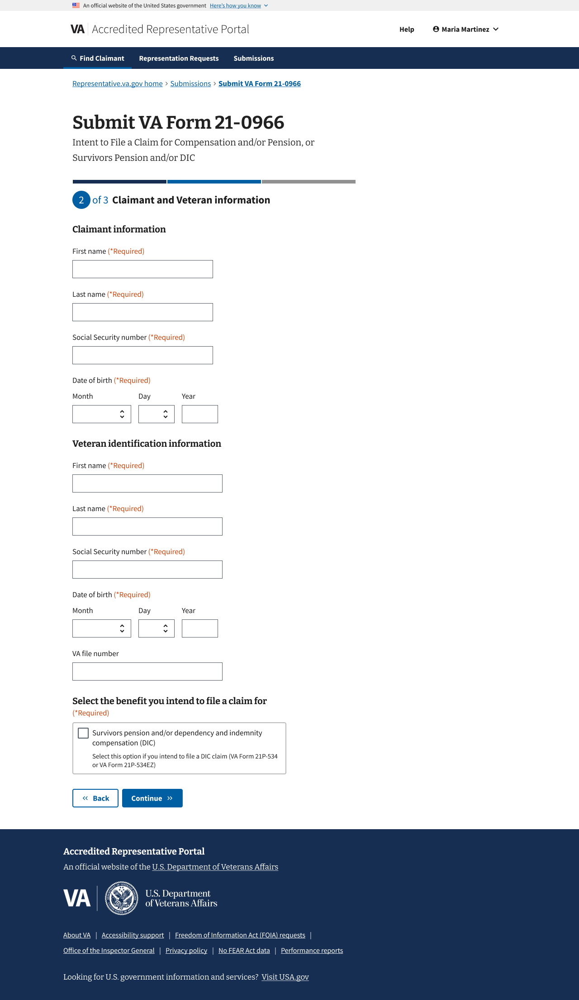 An official website of the United States government Here's how you know
VA Accredited Representative Portal Help Maria Martinez
Find Claimant Representation Requests Submissions
Representative.va.gov home Submissions Submit VA Form 21-0966
Submit VA Form 21-0966
Intent to File a Claim for Compensation and/or Pension, or
Survivors Pension and/or DIC
2 of 3 Claimant and Veteran information
Claimant information
First name (*Required)
Last name (*Required)
Social Security number (*Required)
Date of birth (*Required)
Month Day Year
Veteran identification information
First name (*Required)
Last name (*Required)
Social Security number (*Required)
Date of birth (*Required)
Month Day Year
VA file number
Select the benefit you intend to file a claim for
(*Required)
Survivors pension and/or dependency and indemnity
compensation (DIC)
Select this option if you intend to file a DIC claim (VA Form 21P-534
or VA Form 21P-534EZ)
Back Continue
Accredited Representative Portal
An official website of the U.S. Department of Veterans Affairs
VA U.S. Department
of Veterans Affairs
About VA | Accessibility support | Freedom of Information Act (FOIA) requests |
Office of the Inspector General | Privacy policy | No FEAR Act data | Performance reports
Looking for U.S. government information and services? Visit USA.gov